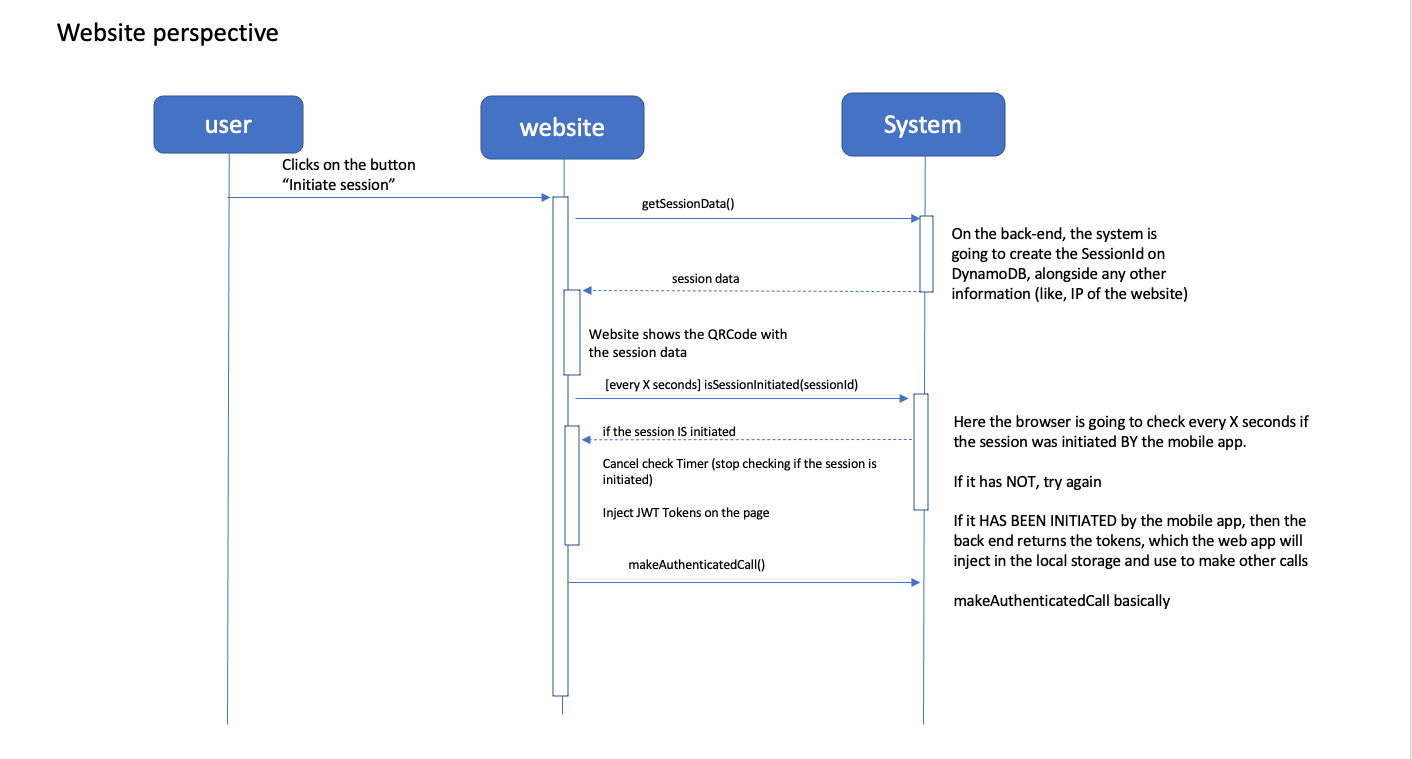 Website perspective
user
website
System
Clicks on the button
“Initiate session”
getSessionData()
On the back-end, the system is
going to create the SessionId on
DynamoDB, alongside any other
information (like, IP of the website)
session data
Website shows the QRCode with
the session data
[every X seconds] isSessionInitiated(sessionId)
Here the browser is going to check every X seconds if
the session was initiated BY the mobile app.
If it has NOT, try again
If it HAS BEEN INITIATED by the mobile app, then the
back end returns the tokens, which the web app will
inject in the local storage and use to make other calls
makeAuthenticatedCall basically
if the session IS initiated
Cancel check Timer (stop checking if the session is
initiated)
Inject JWT Tokens on the page
makeAuthenticatedCall()